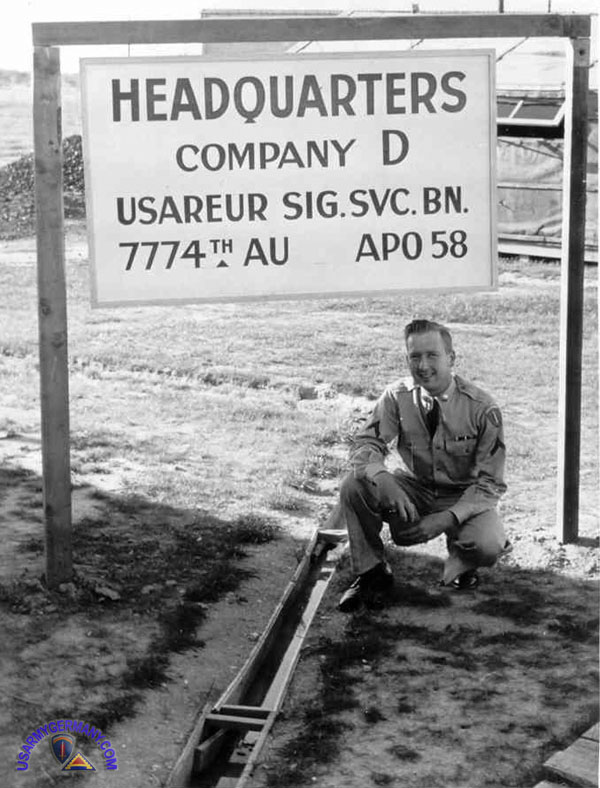 HEADQUARTERS
COMPANY D
USAREUR SIG. SVC. BN.
7774TH AU APO 58
USARMYGERMANY.COM